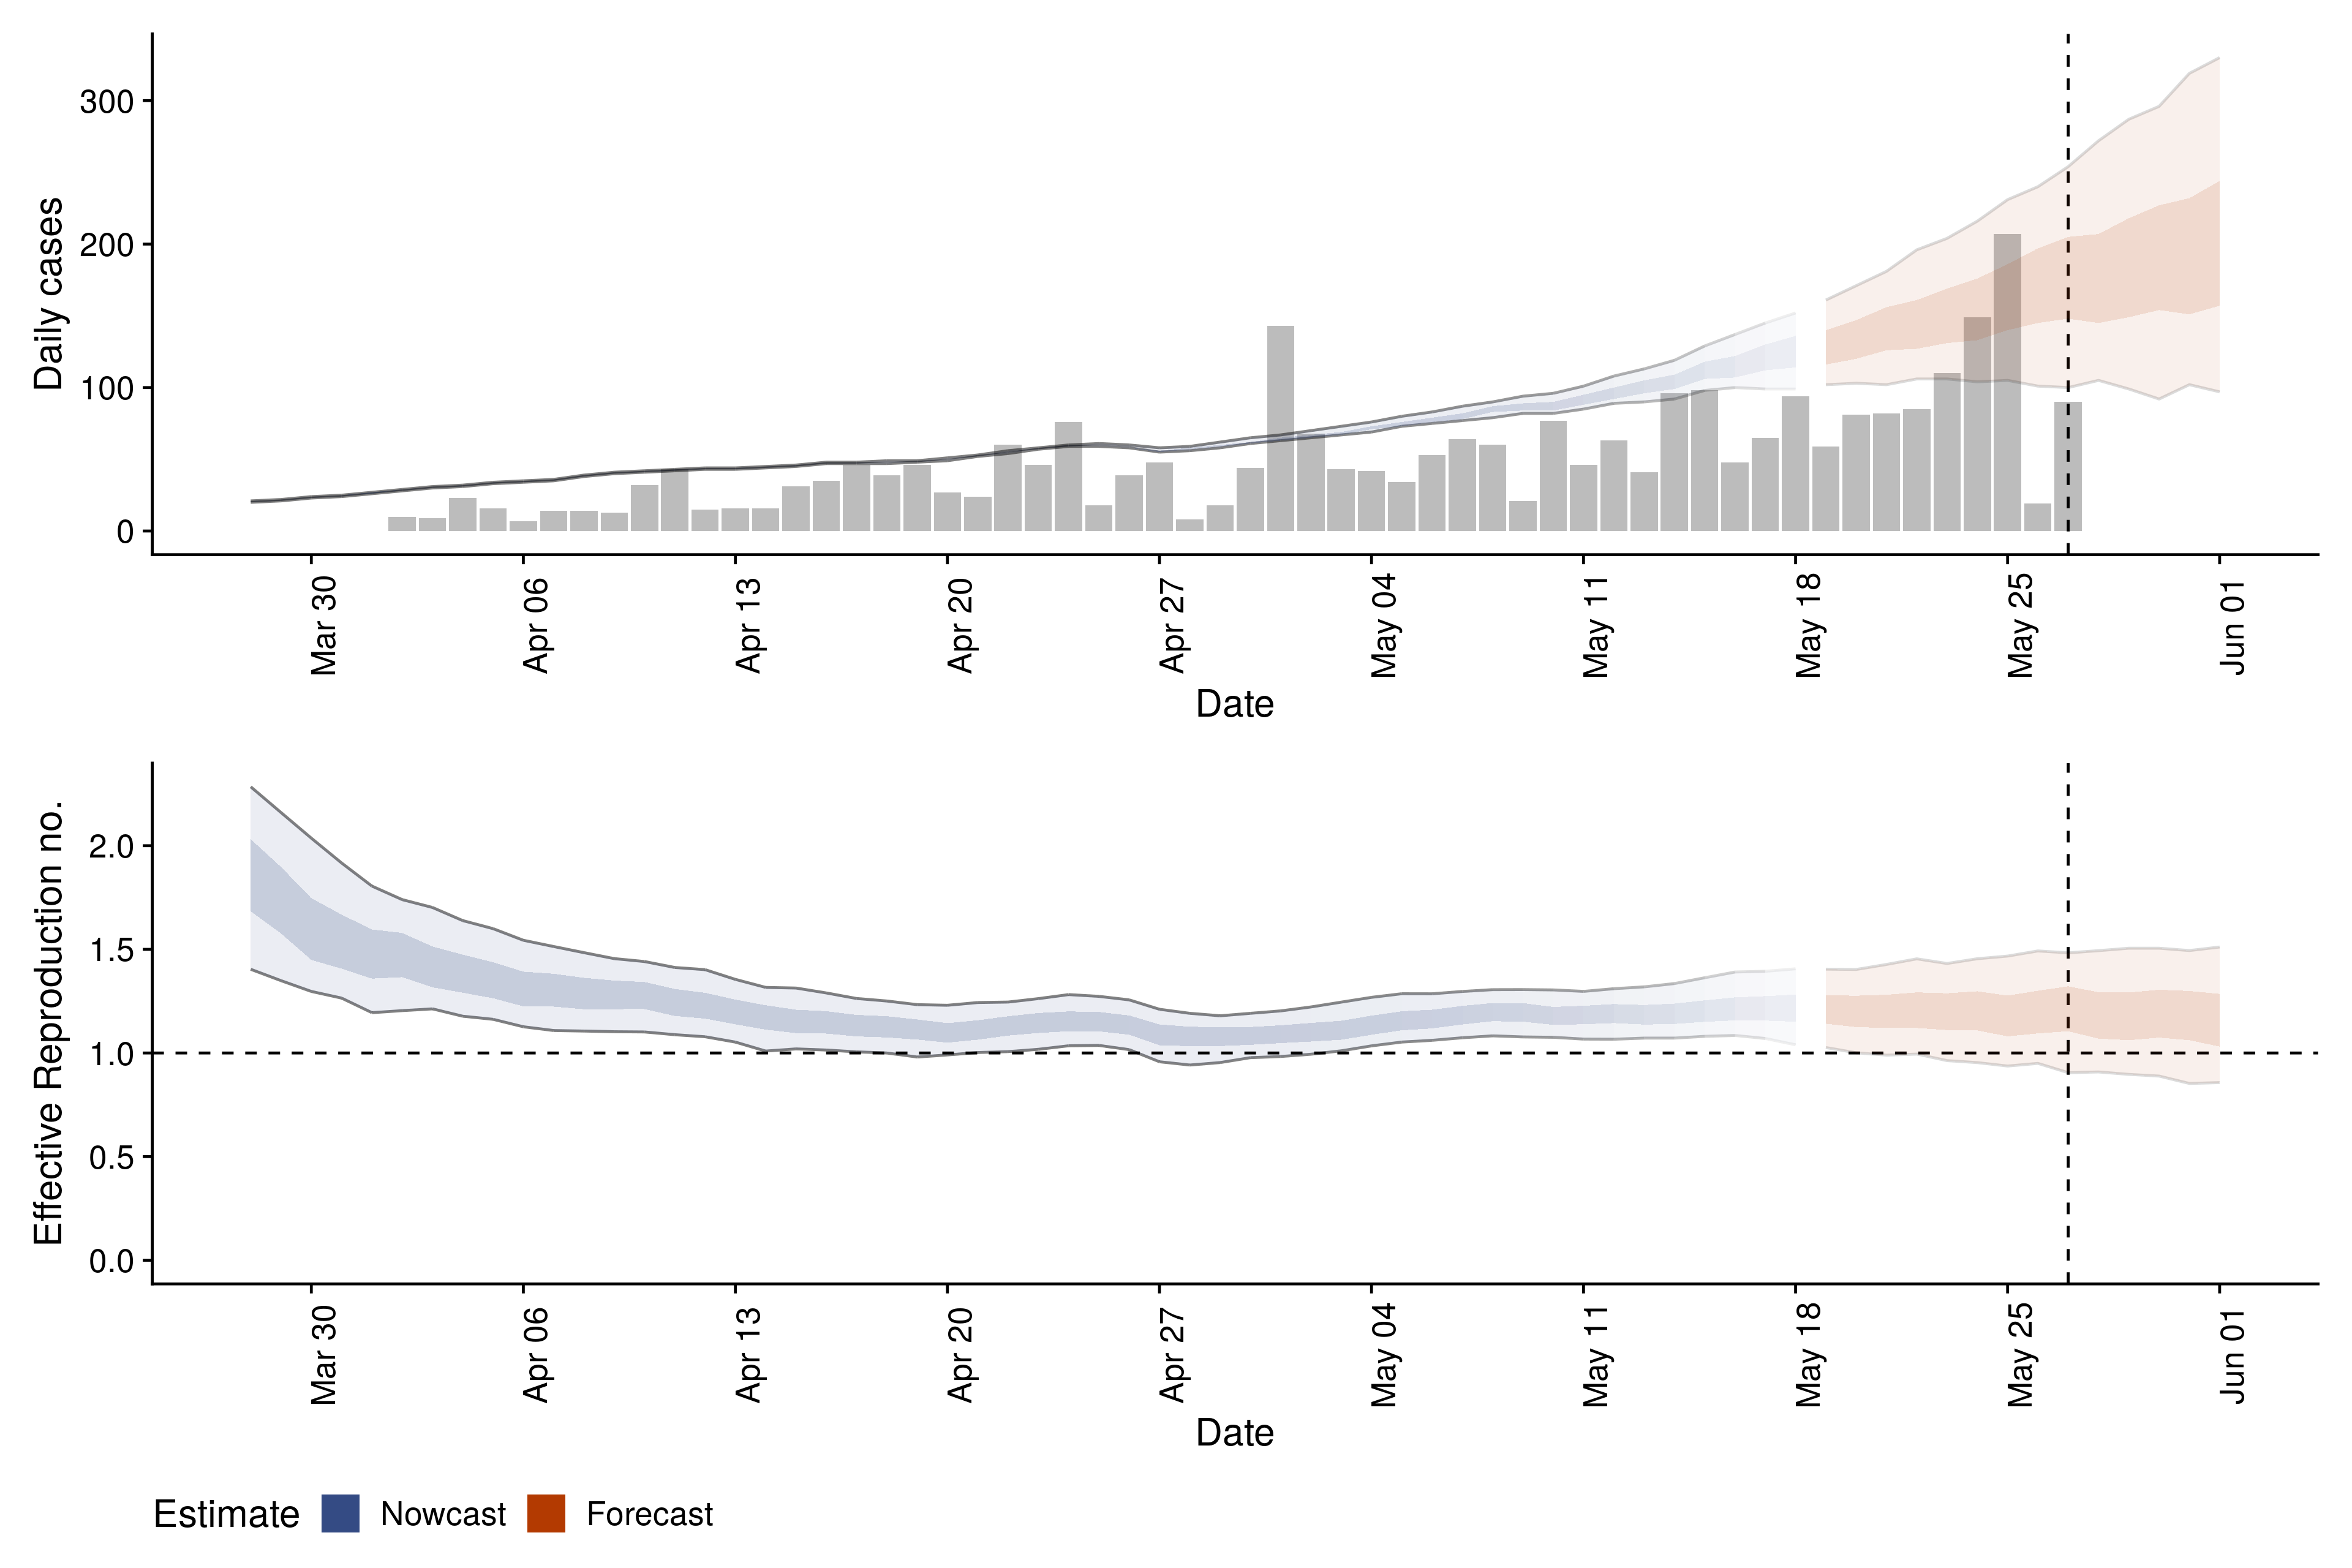 Daily cases
300
200
100
0
Mar 30
Apr 06
Apr 13
Apr 20
Apr 27
May 04
May 11
May 18
May 25
Jun 01
Date
Effective Reproduction no.
2.0
1.5
1.0
0.5
0.0
Mar 30
Apr 06
Apr 13
Apr 20
Apr 27
May 04
May 11
May 18
May 25
Jun 01
Date
Estimate Nowcast Forecast